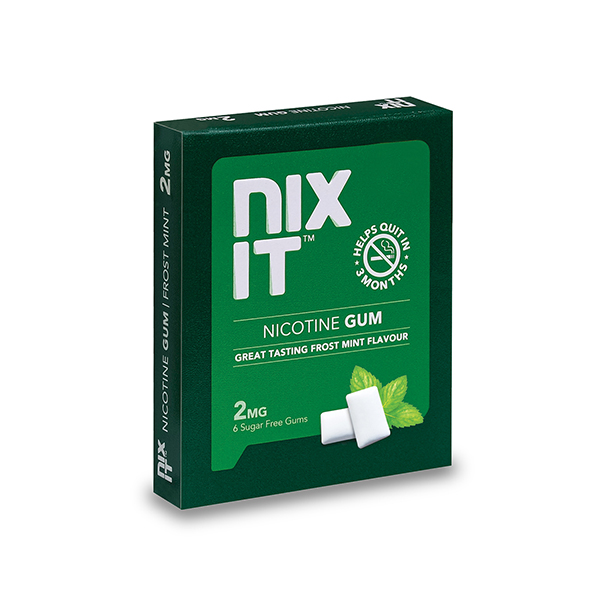 2MG
NICOTINE GUM
NIX
IT
NIX
IT™
HELPS QUIT IN
3 MONTHS
NICOTINE GUM
GREAT TASTING FROST MINT FLAVOUR
2MG
6 Sugar Free Gums
NIX
IT
NICOTINE GUM | FROST MINT
2MG